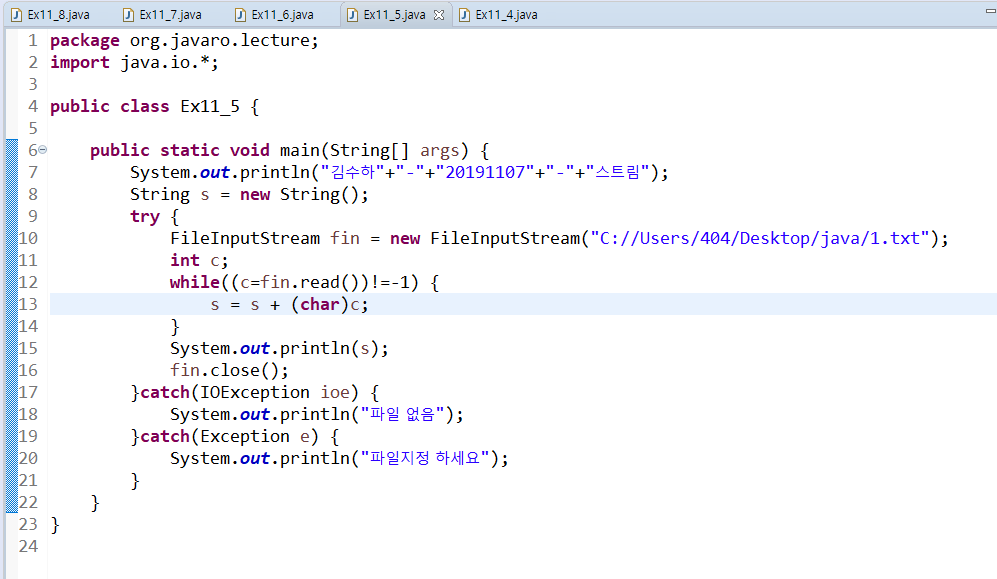 Ex11_8.java Ex11_7.java Ex11_6.java Ex11_5.java Ex11_4.java
1 package org.javaro.lecture;
2 import java.io.*;
3
4 public class Ex11_5 {
5
6 public static void main(String[] args) {
7 System.out.println("김수하"+"-"+"20191107"+"-"+"스트림");
8 String s = new String();
9 try {
10 FileInputStream fin = new FileInputStream("C://Users/404/Desktop/java/1.txt");
11 int c;
12 while((c=fin.read())!=-1) {
13 s = s + (char)c;
14 }
15 System.out.println(s);
16 fin.close();
17 }catch(IOException ioe) {
18 System.out.println("파일 없음");
19 }catch(Exception e) {
20 System.out.println("파일지정 하세요");
21 }
22 }
23 }
24